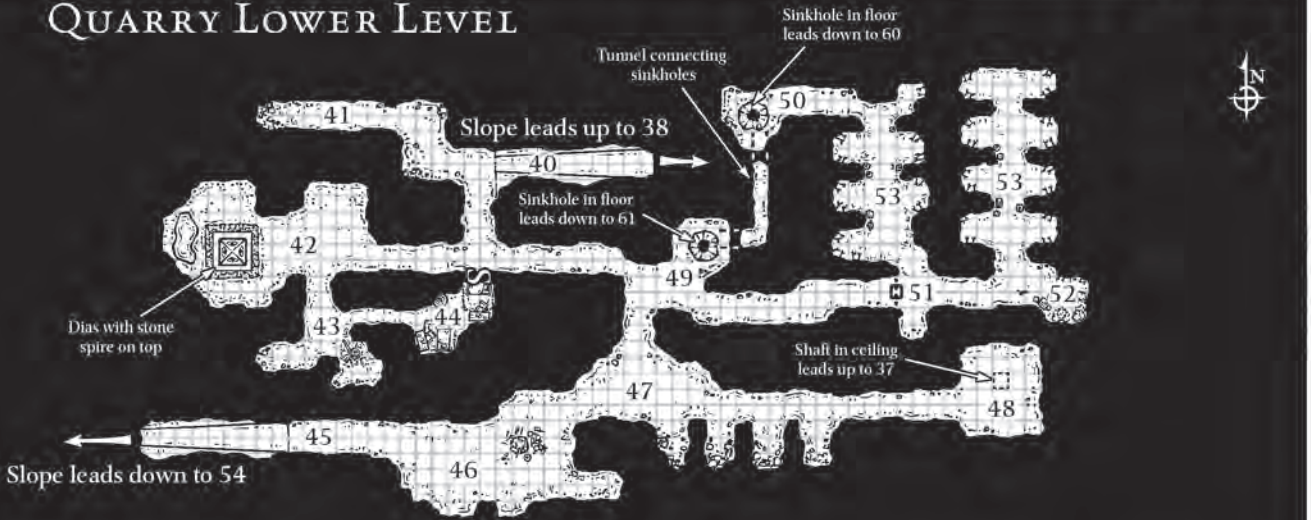 QUARRY LOWER LEVEL
Sinkhole in floor
leads down to 60
Tunnel connecting
sinkholes
N
41
50
Slope leads up to 38
40
53
53
Sinkhole in floor
leads down to 61
42
49
51
52
43
44
Dias with stone
spire on top
Shaft in ceiling
leads up to 37
47
48
45
46
Slope leads down to 54